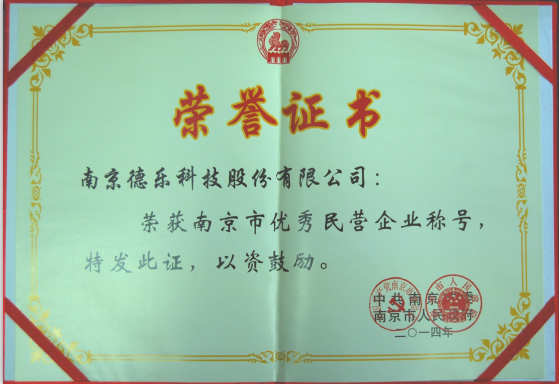 荣誉证书
南京德乐科技股份有限公司：
荣获南京市优秀民营企业称号，
特发此证，以资鼓励。
中共南京市委
南京市人民政府
二〇一四年